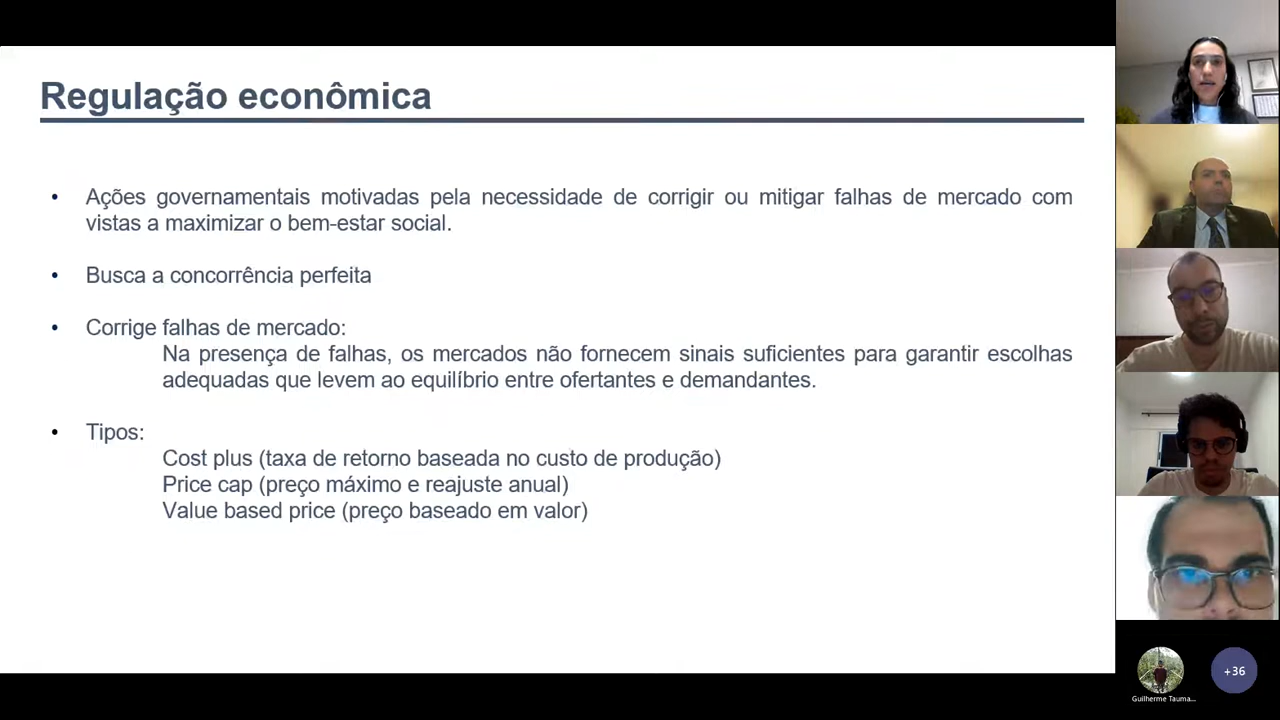 Regulação econômica
• Ações governamentais motivadas pela necessidade de corrigir ou mitigar falhas de mercado com
vistas a maximizar o bem-estar social.
• Busca a concorrência perfeita
• Corrige falhas de mercado:
Na presença de falhas, os mercados não fornecem sinais suficientes para garantir escolhas
adequadas que levem ao equilíbrio entre ofertantes e demandantes.
• Tipos:
Cost plus (taxa de retorno baseada no custo de produção)
Price cap (preço máximo e reajuste anual)
Value based price (preço baseado em valor)
+36
Guilherme Tauma...